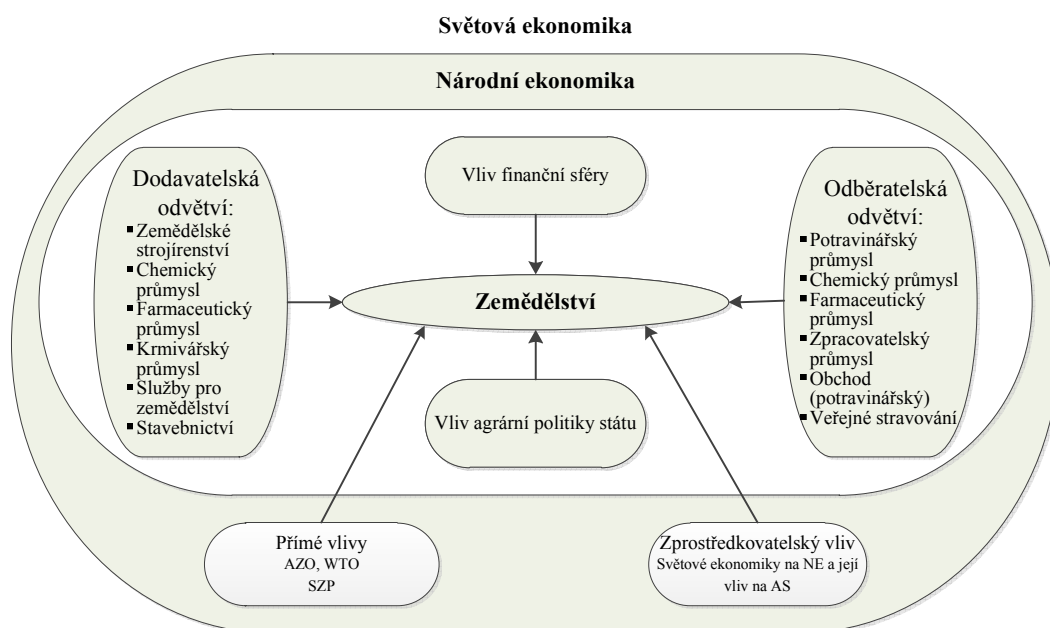 Světová ekonomika
Národní ekonomika
Dodavatelská
odvětví:
▪Zemědělské
strojírenství
▪Chemický
průmysl
▪Farmaceutický
průmysl
▪Krmivářský
průmysl
▪Služby pro
zemědělství
▪Stavebnictví
Vliv finanční sféry
Zemědělství
Vliv agrární politiky státu
Odběratelská
odvětví:
▪Potravinářský
průmysl
▪Chemický průmysl
▪Farmaceutický
průmysl
▪Zpracovatelský
průmysl
▪Obchod
(potravinářský)
▪Veřejné stravování
Přímé vlivy
AZO, WTO
SZP
Zprostředkovatelský vliv
Světové ekonomiky na NE a její
vliv na AS